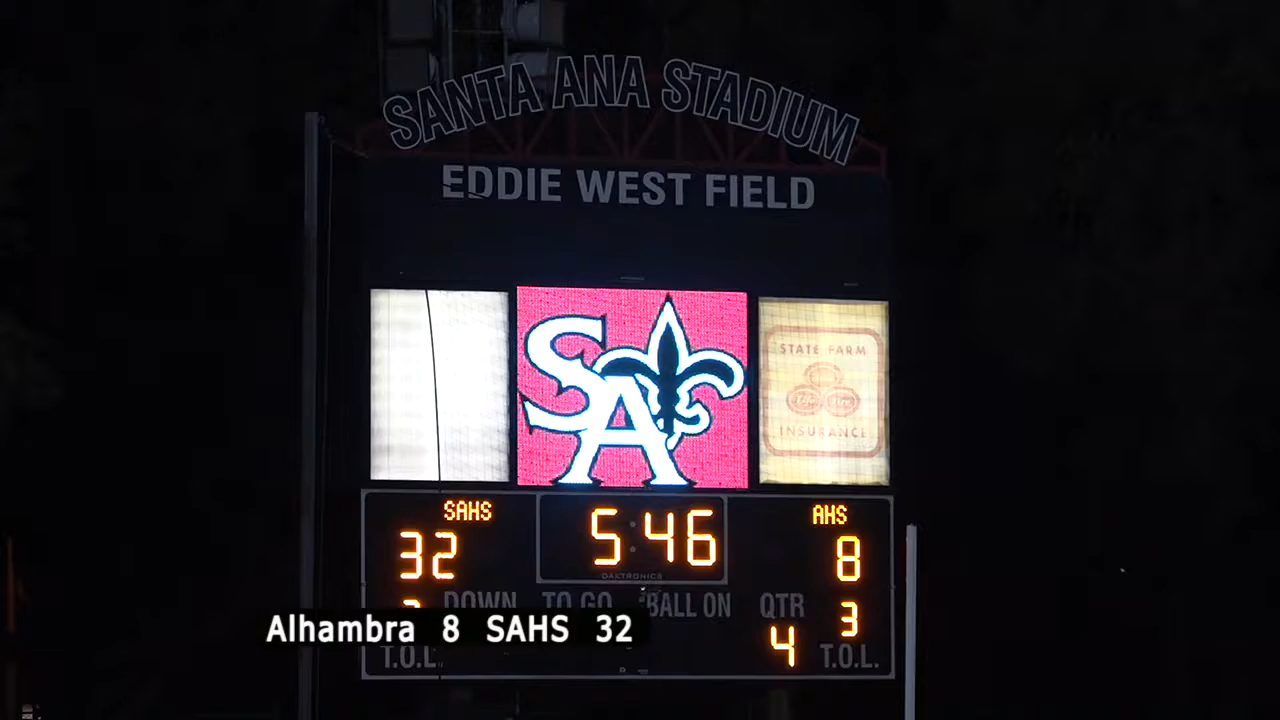 SANTA ANA STADIUM
EDDIE WEST FIELD
SA
STATE FARM
INSURANCE
SAHS 5:46 AHS
32 8
DAKTRONICS
DOWN TO GO BALL ON QTR 3
Alhambra 8 SAHS 32
4
T.O.L. T.O.L.